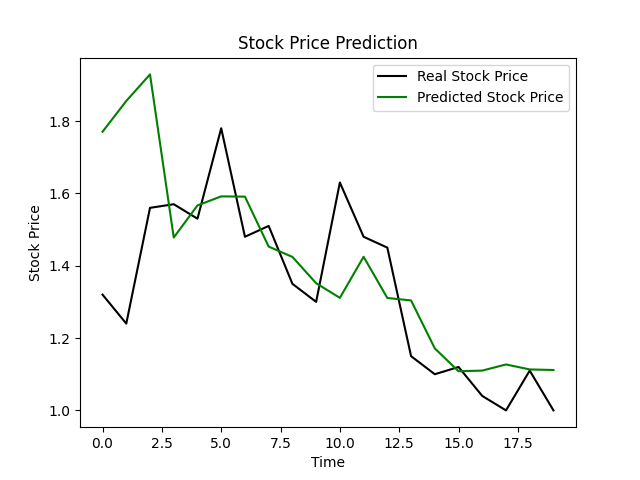 Stock Price Prediction
Real Stock Price
Predicted Stock Price
Stock Price
1.8
1.6
1.4
1.2
1.0
0.0 2.5 5.0 7.5 10.0 12.5 15.0 17.5
Time